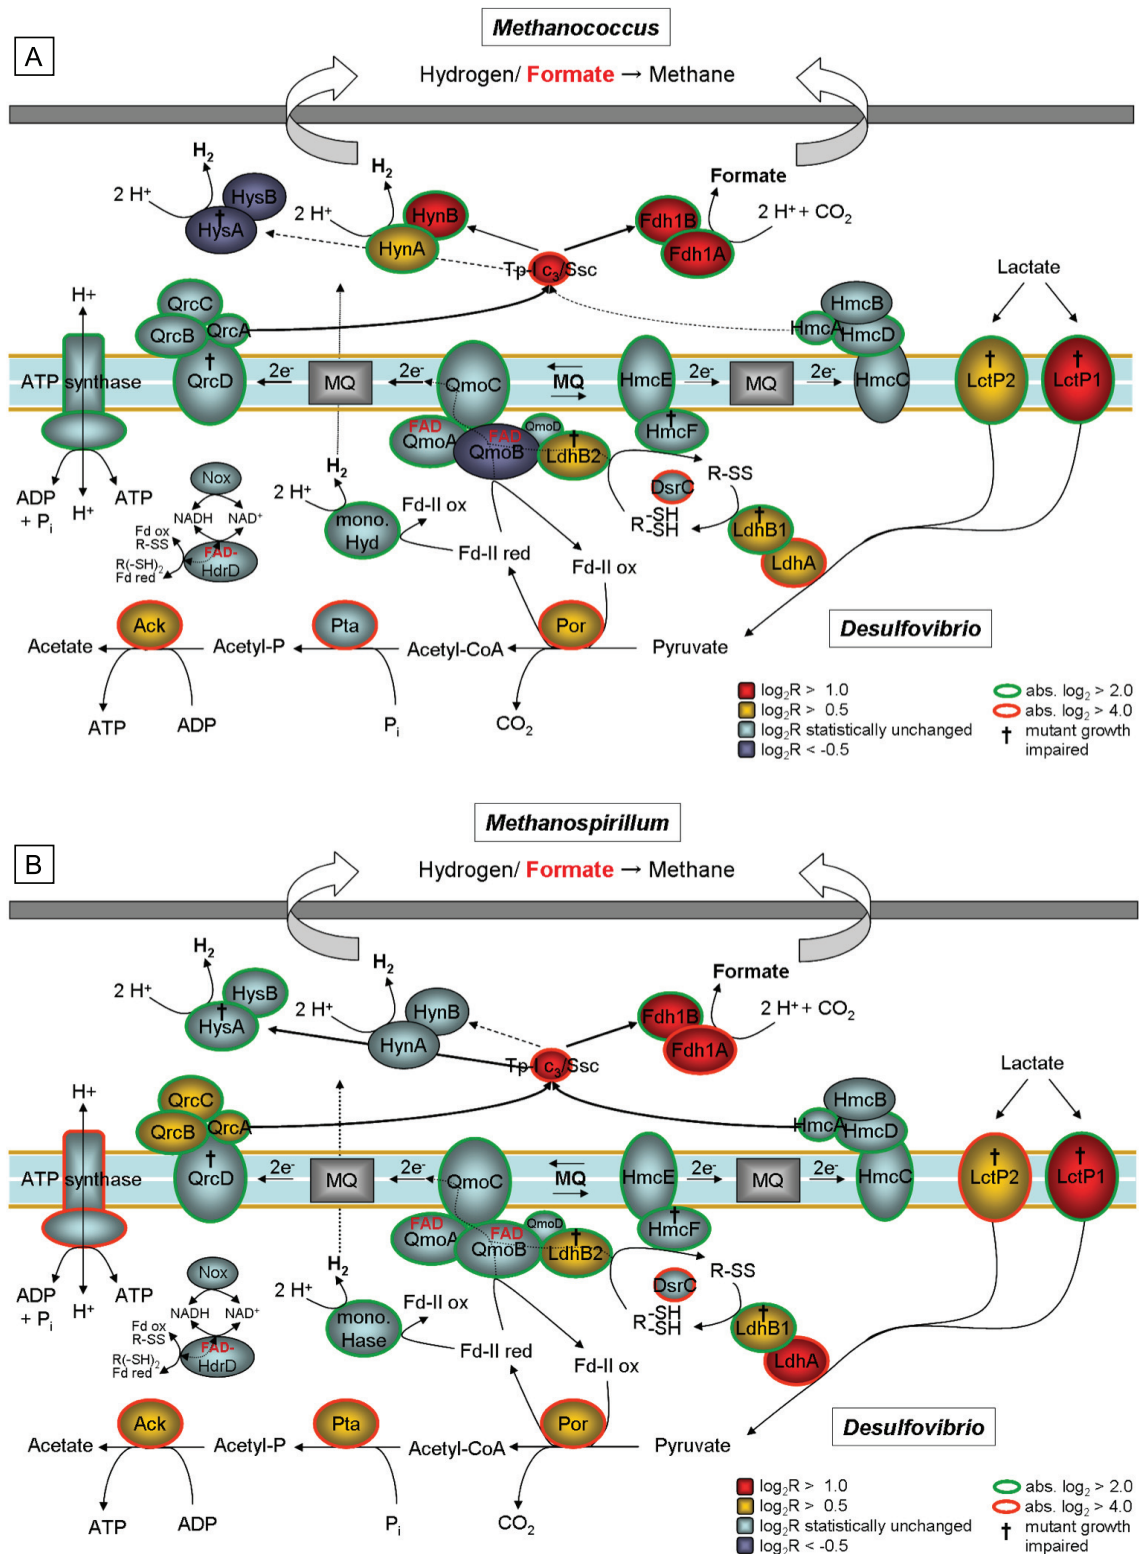 A
Methanococcus
Hydrogen/ Formate → Methane
H2
2 H+
HysB
HysA
H2
2 H+
HynB
HynA
Tp-I c3/Ssc
Fdh1B
Fdh1A
Formate
2 H+ + CO2
Lactate
H+
QrcC
QrcB
QrcA
QrcD
ATP synthase
2e-
MQ
2e-
QmoC
MQ
HmcE
2e-
MQ
2e-
HmcB
HmcA
HmcD
HmcC
LctP2
LctP1
FAD
QmoA
FAD
QmoB
QmoD
LdhB2
HmcF
ADP
+ Pi
H+
ATP
Nox
NADH
NAD+
Fd ox
R-SS
R(-SH)2
Fd red
FAD-
HdrD
H2
2 H+
mono.
Hyd
Fd-II ox
Fd-II red
Fd-II ox
R-SS
DsrC
R-SH
-SH
LdhB1
LdhA
Acetate
Ack
Acetyl-P
Pta
Acetyl-CoA
Por
Pyruvate
ATP
ADP
Pi
CO2
Desulfovibrio
log2R > 1.0
log2R > 0.5
log2R statistically unchanged
log2R < -0.5
abs. log2 > 2.0
abs. log2 > 4.0
† mutant growth
impaired
B
Methanospirillum
Hydrogen/ Formate → Methane
H2
2 H+
HysB
HysA
H2
2 H+
HynB
HynA
Tp-I c3/Ssc
Fdh1B
Fdh1A
Formate
2 H+ + CO2
Lactate
H+
QrcC
QrcB
QrcA
QrcD
ATP synthase
2e-
MQ
2e-
QmoC
MQ
HmcE
2e-
MQ
2e-
HmcB
HmcA
HmcD
HmcC
LctP2
LctP1
FAD
QmoA
FAD
QmoB
QmoD
LdhB2
HmcF
ADP
+ Pi
H+
ATP
Nox
NADH
NAD+
Fd ox
R-SS
R(-SH)2
Fd red
FAD-
HdrD
H2
2 H+
mono.
Hase
Fd-II ox
Fd-II red
Fd-II ox
R-SS
DsrC
R-SH
-SH
LdhB1
LdhA
Acetate
Ack
Acetyl-P
Pta
Acetyl-CoA
Por
Pyruvate
ATP
ADP
Pi
CO2
Desulfovibrio
log2R > 1.0
log2R > 0.5
log2R statistically unchanged
log2R < -0.5
abs. log2 > 2.0
abs. log2 > 4.0
† mutant growth
impaired